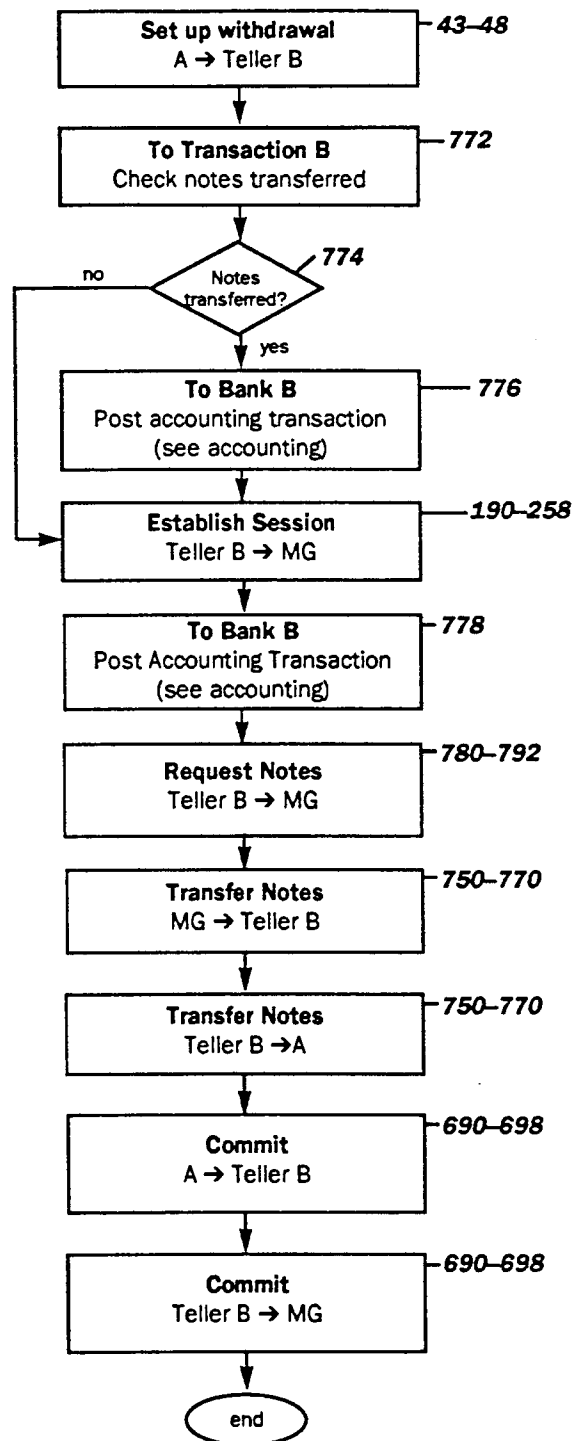 Set up withdrawal
A → Teller B
43–48
To Transaction B
Check notes transferred
772
Notes
transferred?
774
no
yes
To Bank B
Post accounting transaction
(see accounting)
776
Establish Session
Teller B → MG
190–258
To Bank B
Post Accounting Transaction
(see accounting)
778
Request Notes
Teller B → MG
780–792
Transfer Notes
MG → Teller B
750–770
Transfer Notes
Teller B →A
750–770
Commit
A → Teller B
690–698
Commit
Teller B → MG
690–698
end